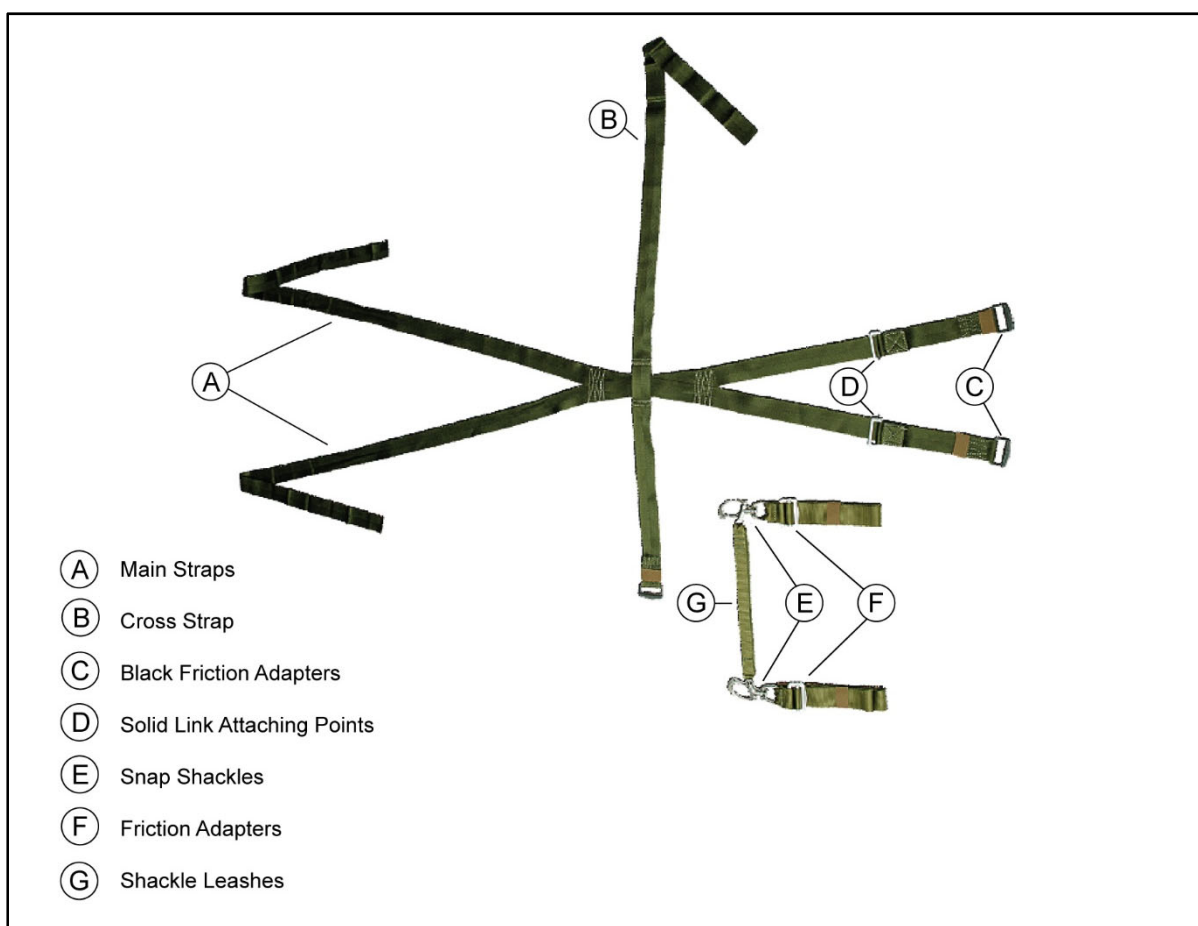 B
A
D
C
G
E
F
A Main Straps
B Cross Strap
C Black Friction Adapters
D Solid Link Attaching Points
E Snap Shackles
F Friction Adapters
G Shackle Leashes